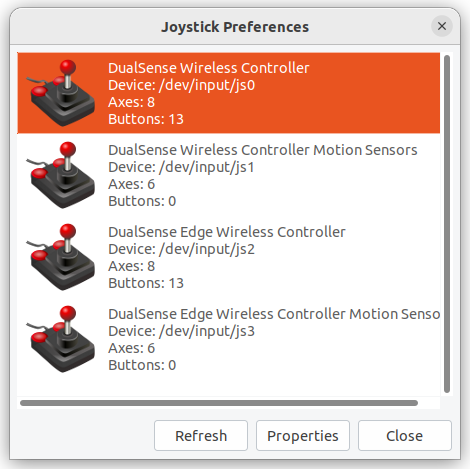 Joystick Preferences
DualSense Wireless Controller
Device: /dev/input/js0
Axes: 8
Buttons: 13
DualSense Wireless Controller Motion Sensors
Device: /dev/input/js1
Axes: 6
Buttons: 0
DualSense Edge Wireless Controller
Device: /dev/input/js2
Axes: 8
Buttons: 13
DualSense Edge Wireless Controller Motion Senso
Device: /dev/input/js3
Axes: 6
Buttons: 0
Refresh Properties Close